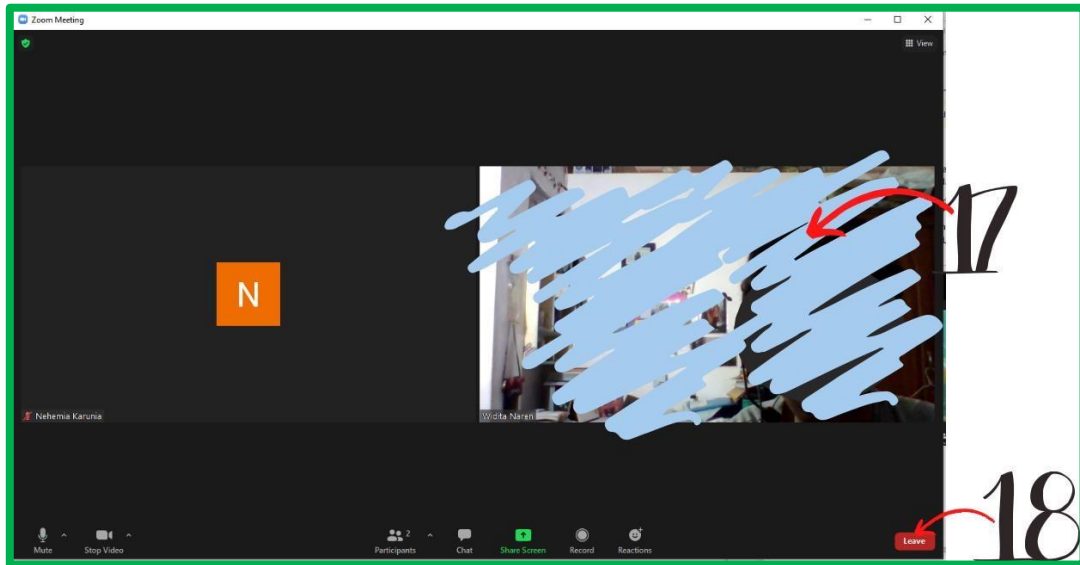 Zoom Meeting
View
17
N
Nehemia Karunia
Widita Naren
18
Mute
Stop Video
Participants
2
Chat
Share Screen
Record
Reactions
Leave